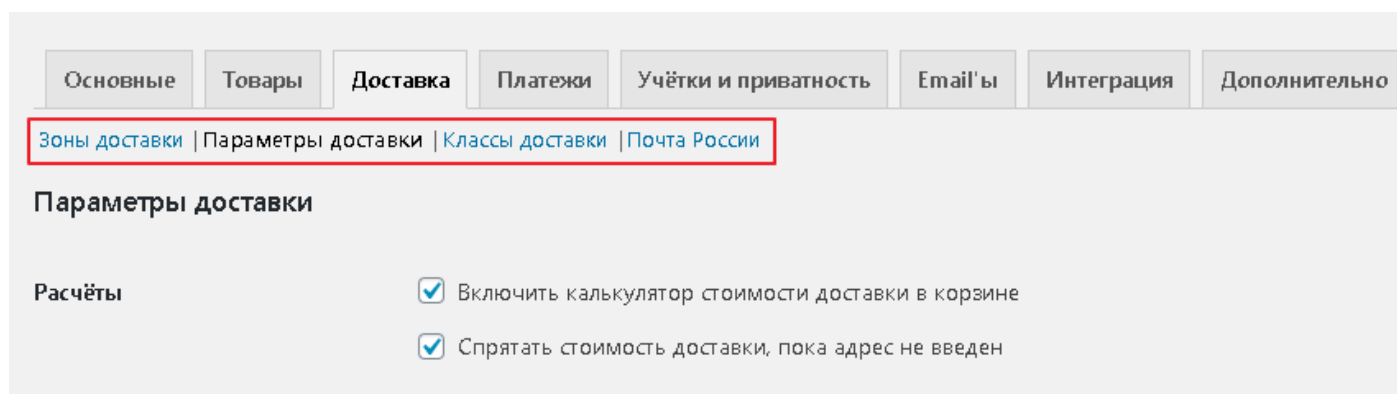 Основные Товары Доставка Платежи Учётки и приватность Email'ы Интеграция Дополнительно
Зоны доставки | Параметры доставки | Классы доставки | Почта России
Параметры доставки
Расчёты Включить калькулятор стоимости доставки в корзине
Спрятать стоимость доставки, пока адрес не введен